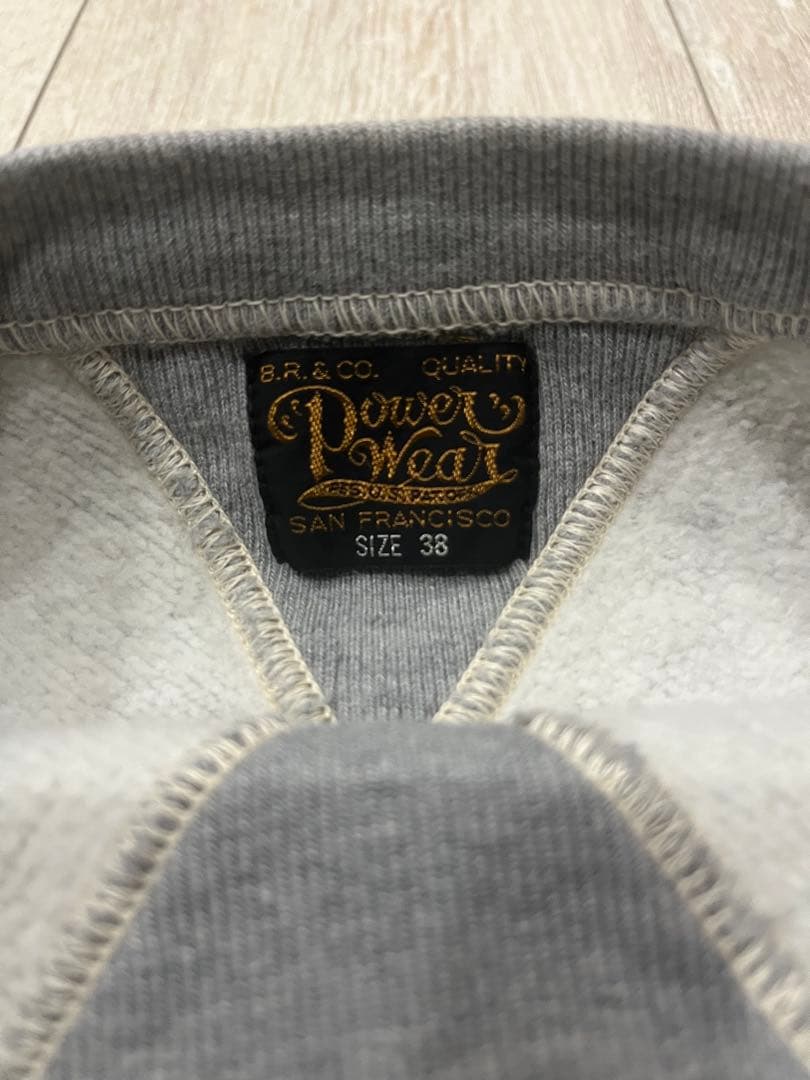 B.R. & CO. QUALITY
Power
Wear
SAN FRANCISCO
SIZE 38